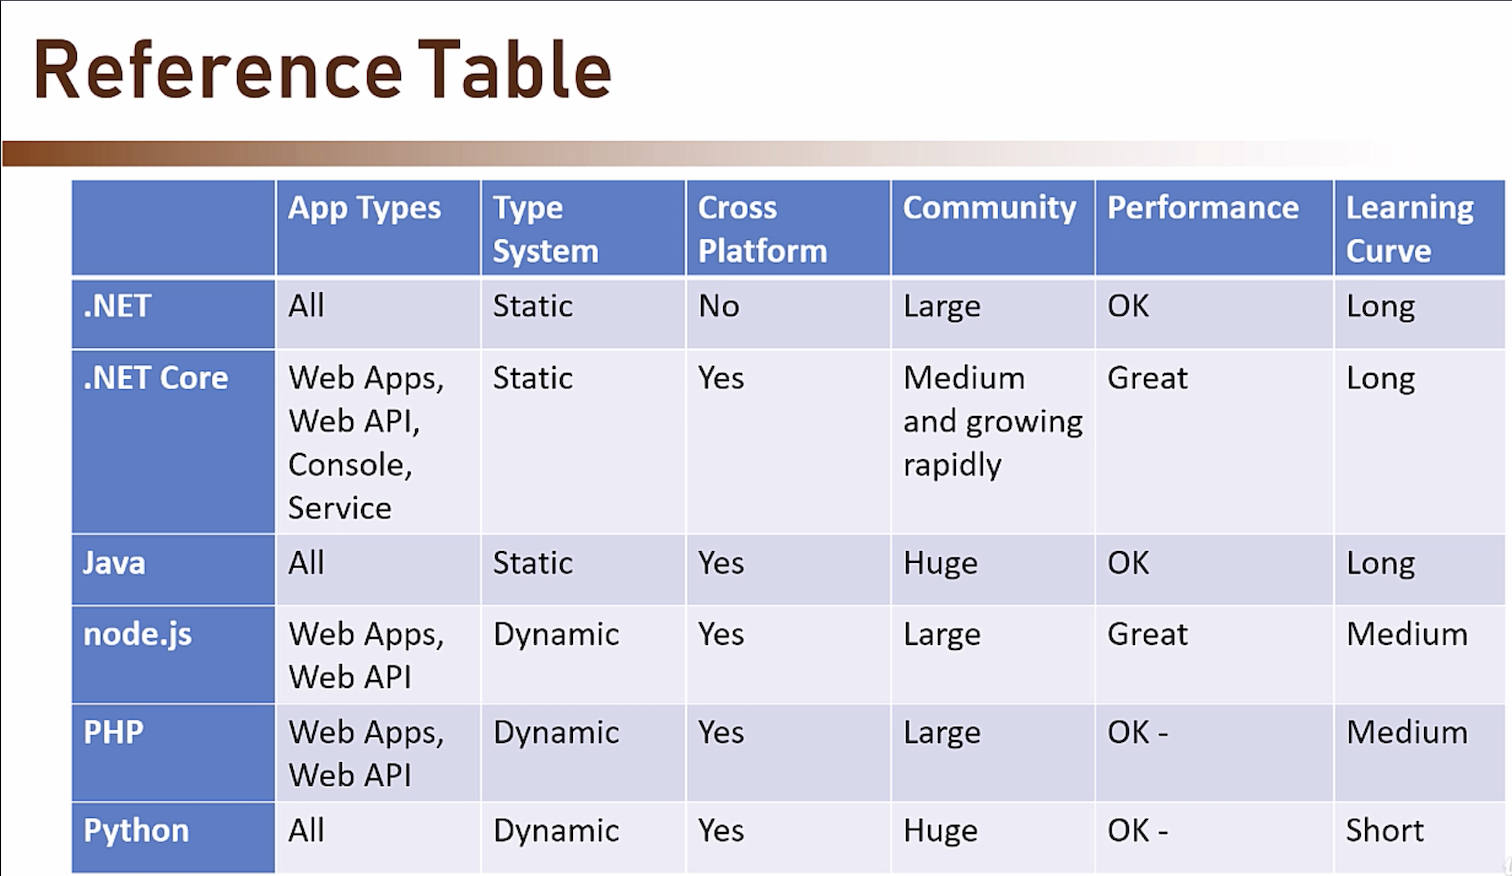 Reference Table
App Types Type System Cross Platform Community Performance Learning Curve
.NET All Static No Large OK Long
.NET Core Web Apps, Web API, Console, Service Static Yes Medium and growing rapidly Great Long
Java All Static Yes Huge OK Long
node.js Web Apps, Web API Dynamic Yes Large Great Medium
PHP Web Apps, Web API Dynamic Yes Large OK - Medium
Python All Dynamic Yes Huge OK - Short